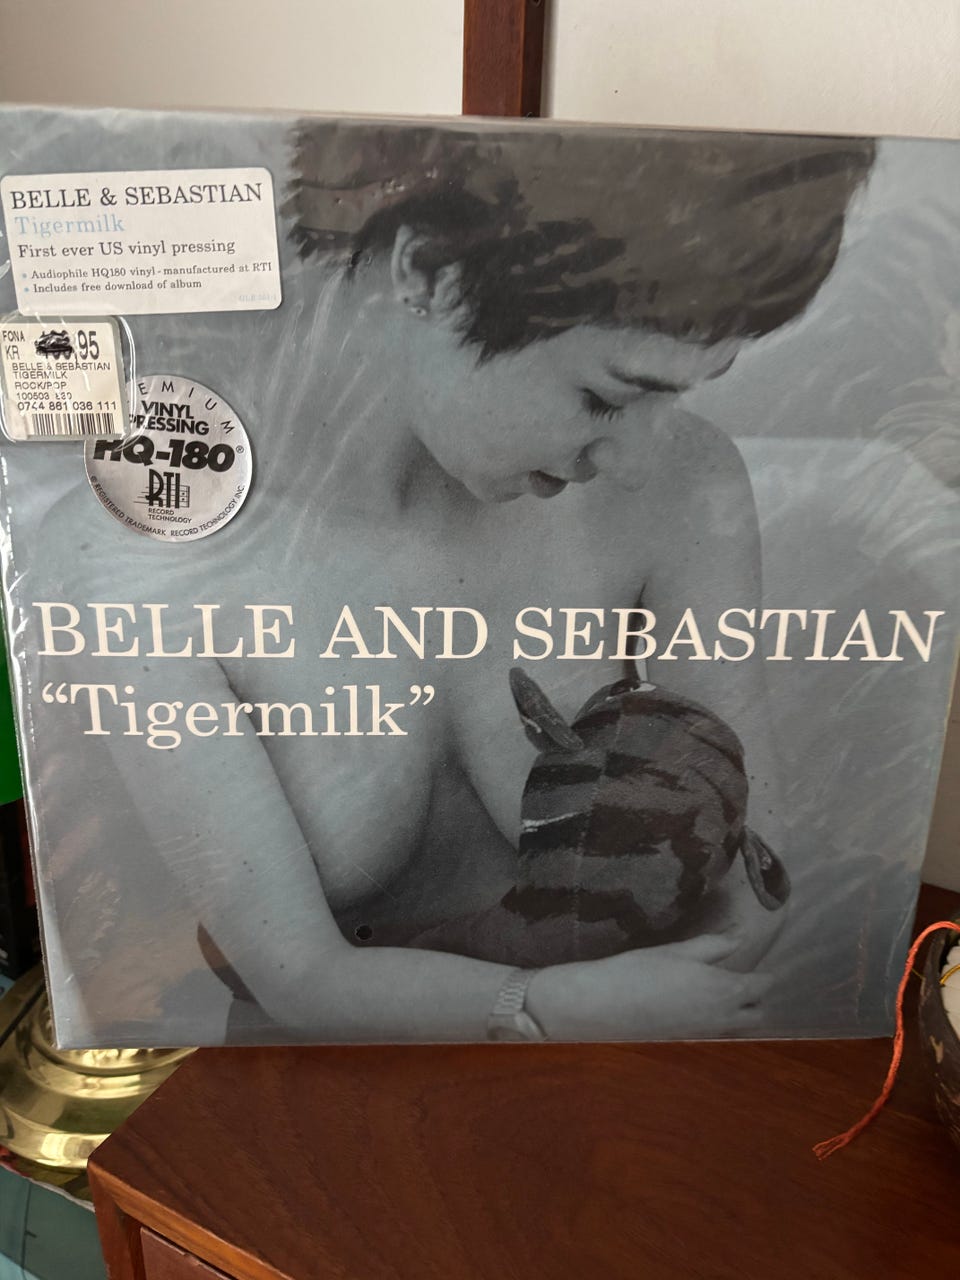 BELLE & SEBASTIAN
Tigermilk
First ever US vinyl pressing
• Audiophile HQ180 vinyl - manufactured at RTI
• Includes free download of album
FONA
KR 95
BELLE & SEBASTIAN
TIGERMILK
ROCK/POP
100503
0744 861 036 111
VINYL
PRESSING
HQ-180®
RTI
RECORD
TECHNOLOGY
© REGISTERED TRADEMARK RECORD TECHNOLOGY INC.
BELLE AND SEBASTIAN
“Tigermilk”